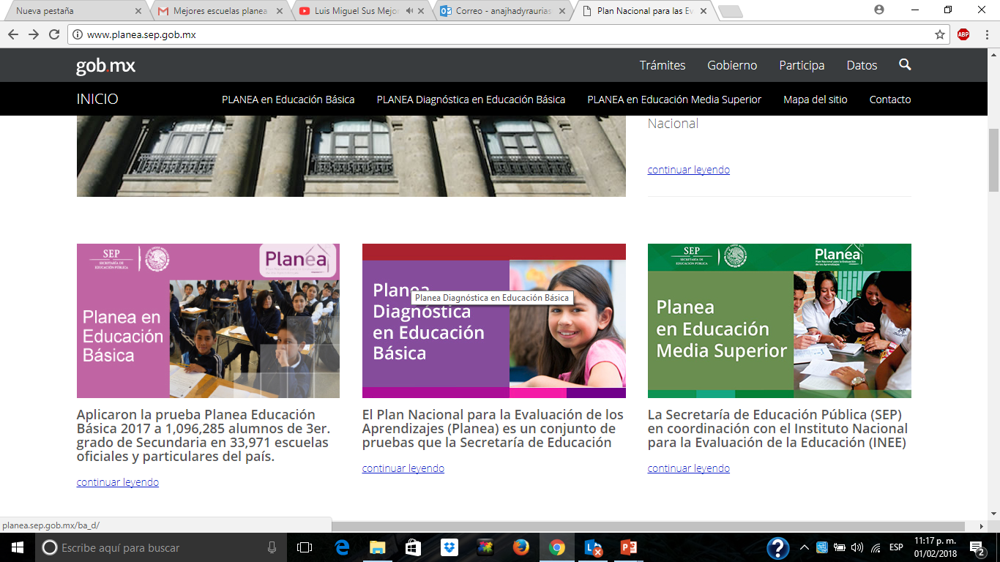 Nueva pestaña
Mejores escuelas planea
Luis Miguel Sus Mejo
Correo - anajhadyraurias
Plan Nacional para las Ev
www.planea.sep.gob.mx
ABP
gob.mx
Trámites
Gobierno
Participa
Datos
INICIO
PLANEA en Educación Básica
PLANEA Diagnóstica en Educación Básica
PLANEA en Educación Media Superior
Mapa del sitio
Contacto
Nacional
continuar leyendo
SEP
SECRETARÍA DE
EDUCACIÓN PÚBLICA
Planea
Planea en
Educación
Básica
Planea
Diagnóstica
en Educación
Básica
Planea Diagnóstica en Educación Básica
SEP
SECRETARÍA DE
EDUCACIÓN PÚBLICA
Planea
Plan Nacional para la Evaluación
de los Aprendizajes
Planea
en Educación
Media Superior
Aplicaron la prueba Planea Educación
Básica 2017 a 1,096,285 alumnos de 3er.
grado de Secundaria en 33,971 escuelas
oficiales y particulares del país.
continuar leyendo
El Plan Nacional para la Evaluación de los
Aprendizajes (Planea) es un conjunto de
pruebas que la Secretaría de Educación
continuar leyendo
La Secretaría de Educación Pública (SEP)
en coordinación con el Instituto Nacional
para la Evaluación de la Educación (INEE)
continuar leyendo
planea.sep.gob.mx/ba_d/
Escribe aquí para buscar
ESP
11:17 p. m.
01/02/2018
2